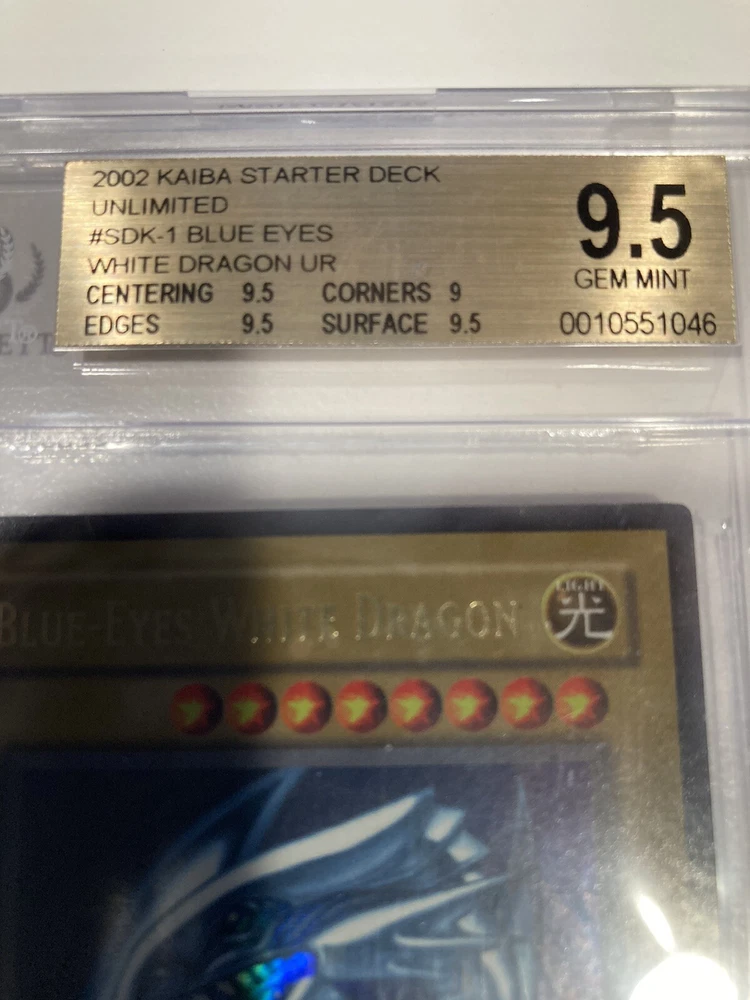 2002 KAIBA STARTER DECK
UNLIMITED
#SDK-1 BLUE EYES
WHITE DRAGON UR
9.5
GEM MINT
CENTERING 9.5 CORNERS 9
EDGES 9.5 SURFACE 9.5
0010551046
BLUE-EYES WHITE DRAGON
LIGHT
光